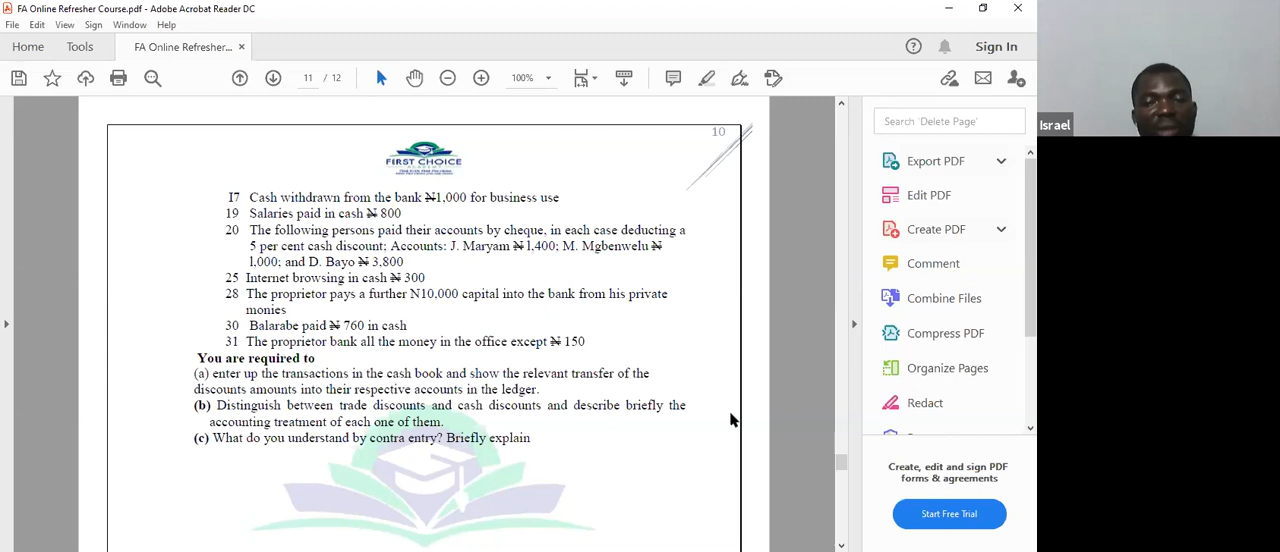 FA Online Refresher Course.pdf - Adobe Acrobat Reader DC
File Edit View Sign Window Help
Home Tools FA Online Refresher... × Sign In
11 / 12 100%
10
FIRST CHOICE
17 Cash withdrawn from the bank ₦1,000 for business use
19 Salaries paid in cash ₦ 800
20 The following persons paid their accounts by cheque, in each case deducting a
5 per cent cash discount; Accounts: J. Maryam ₦ 1,400; M. Mgbenwelu ₦
1,000; and D. Bayo ₦ 3,800
25 Internet browsing in cash ₦ 300
28 The proprietor pays a further N10,000 capital into the bank from his private
monies
30 Balarabe paid ₦ 760 in cash
31 The proprietor bank all the money in the office except ₦ 150
You are required to
(a) enter up the transactions in the cash book and show the relevant transfer of the
discounts amounts into their respective accounts in the ledger.
(b) Distinguish between trade discounts and cash discounts and describe briefly the
accounting treatment of each one of them.
(c) What do you understand by contra entry? Briefly explain
Search 'Delete Page'
Export PDF
Edit PDF
Create PDF
Comment
Combine Files
Compress PDF
Organize Pages
Redact
Create, edit and sign PDF
forms & agreements
Start Free Trial
Israel